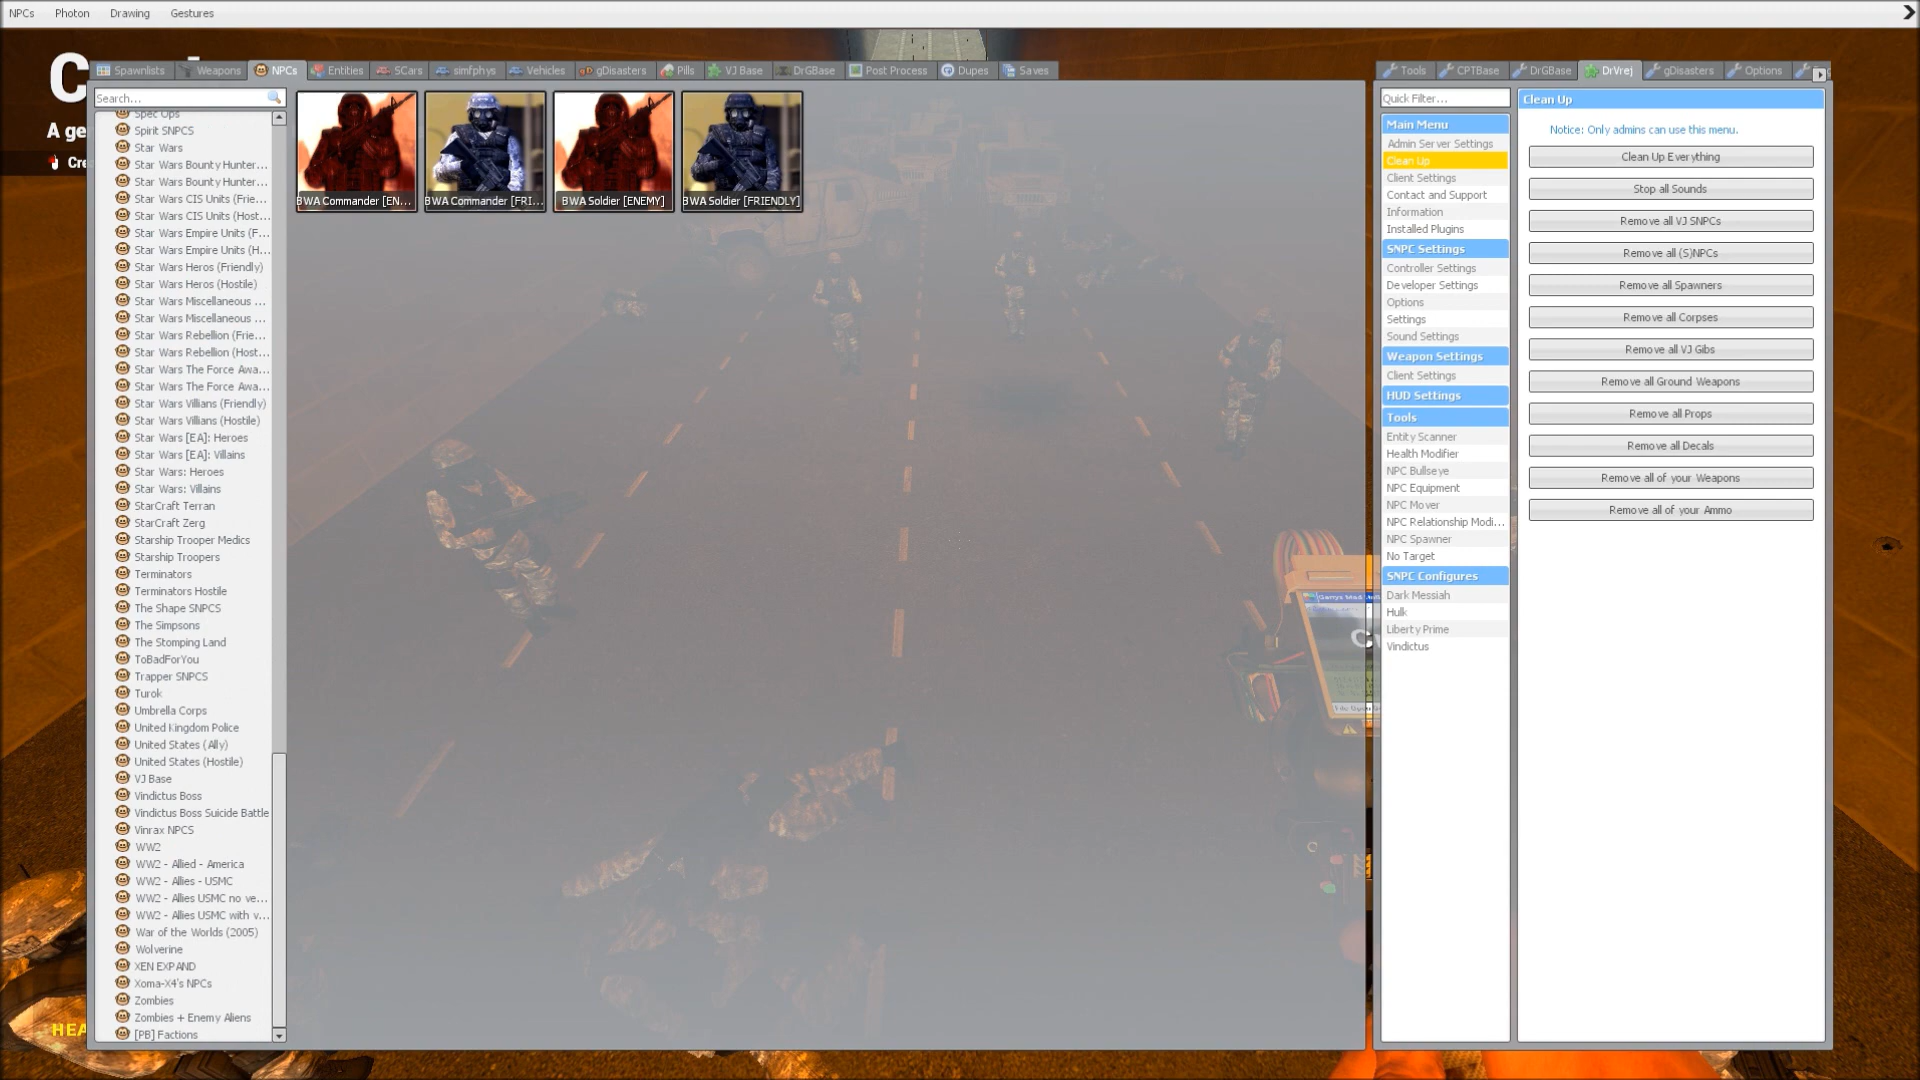 NPCs Photon Drawing Gestures
C
A ge
Cre
HEA
Spawnlists Weapons NPCs Entities SCars simfphys Vehicles gDisasters Pills VJ Base DrGBase Post Process Dupes Saves
Search...
Spec Ops
Spirit SNPCS
Star Wars
Star Wars Bounty Hunter...
Star Wars Bounty Hunter...
Star Wars CIS Units (Frie...
Star Wars CIS Units (Host...
Star Wars Empire Units (F...
Star Wars Empire Units (H...
Star Wars Heros (Friendly)
Star Wars Heros (Hostile)
Star Wars Miscellaneous ...
Star Wars Miscellaneous ...
Star Wars Rebellion (Frie...
Star Wars Rebellion (Host...
Star Wars The Force Awa...
Star Wars The Force Awa...
Star Wars Villians (Friendly)
Star Wars Villians (Hostile)
Star Wars [EA]: Heroes
Star Wars [EA]: Villains
Star Wars: Heroes
Star Wars: Villains
StarCraft Terran
StarCraft Zerg
Starship Trooper Medics
Starship Troopers
Terminators
Terminators Hostile
The Shape SNPCS
The Simpsons
The Stomping Land
ToBadForYou
Trapper SNPCS
Turok
Umbrella Corps
United Kingdom Police
United States (Ally)
United States (Hostile)
VJ Base
Vindictus Boss
Vindictus Boss Suicide Battle
Vinrax NPCS
WW2
WW2 - Allied - America
WW2 - Allies - USMC
WW2 - Allies USMC no ve...
WW2 - Allies USMC with v...
War of the Worlds (2005)
Wolverine
XEN EXPAND
Xoma-X4's NPCs
Zombies
Zombies + Enemy Aliens
[PB] Factions
BWA Commander [EN... BWA Commander [FRI... BWA Soldier [ENEMY] BWA Soldier [FRIENDLY]
Tools CPTBase DrGBase DrVrej gDisasters Options
Quick Filter...
Main Menu
Admin Server Settings
Clean Up
Client Settings
Contact and Support
Information
Installed Plugins
SNPC Settings
Controller Settings
Developer Settings
Options
Settings
Sound Settings
Weapon Settings
Client Settings
HUD Settings
Tools
Entity Scanner
Health Modifier
NPC Bullseye
NPC Equipment
NPC Mover
NPC Relationship Modi...
NPC Spawner
No Target
SNPC Configures
Dark Messiah
Hulk
Liberty Prime
Vindictus
Clean Up
Notice: Only admins can use this menu.
Clean Up Everything
Stop all Sounds
Remove all VJ SNPCs
Remove all (S)NPCs
Remove all Spawners
Remove all Corpses
Remove all VJ Gibs
Remove all Ground Weapons
Remove all Props
Remove all Decals
Remove all of your Weapons
Remove all of your Ammo